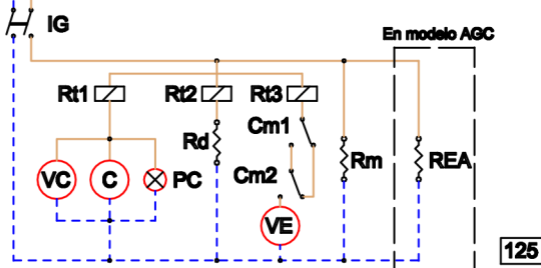 IG
En modelo AGC
Rt1 Rt2 Rt3
Cm1
Rd
Cm2 Rm REA
VC C PC
VE
125